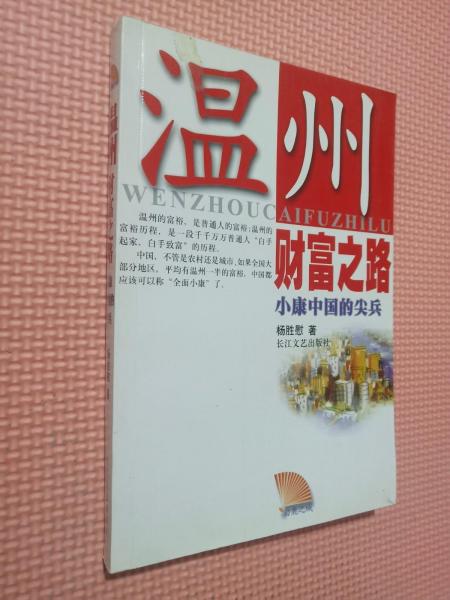 温州
WENZHOUCAIFUZHILU
温州的富裕，是普通人的富裕；温州的
富裕历程，是一段千千万万普通人“白手
起家，白手致富”的历程。
中国，不管是农村还是城市，如果全国大
部分地区，平均有温州一半的富裕，中国都
应该可以称“全面小康”了。
财富之路
小康中国的尖兵
杨胜慰 著
长江文艺出版社
温州